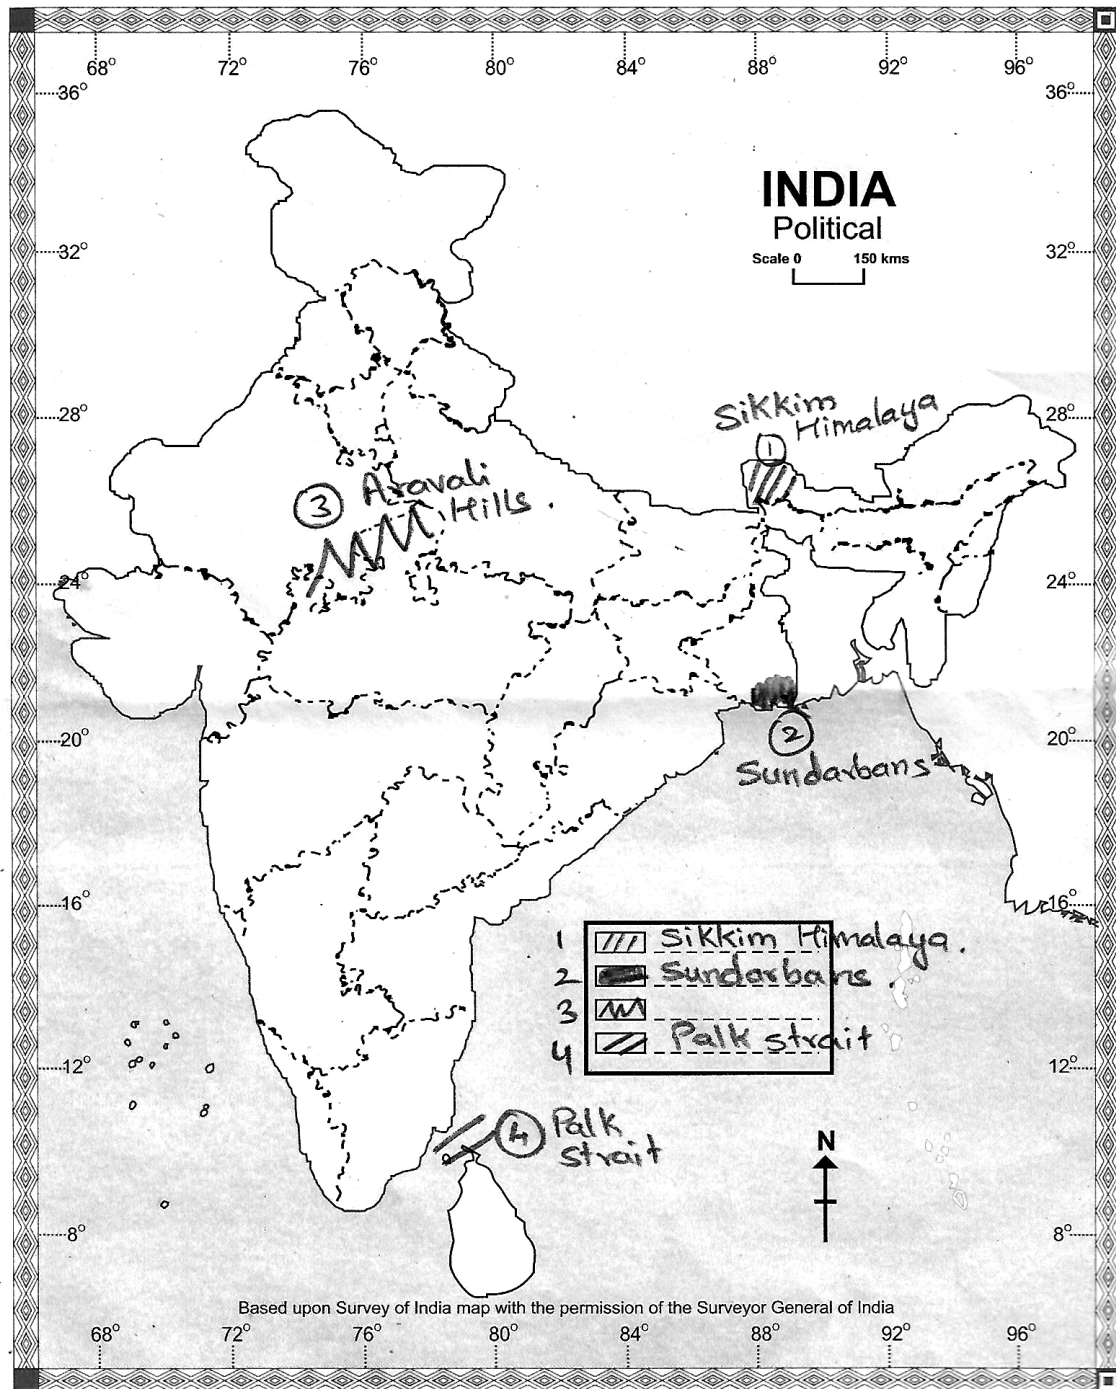 68° 72° 76° 80° 84° 88° 92° 96°
36° 36°
INDIA
Political
Scale 0 150 kms
32° 32°
28° 28°
Sikkim
Himalaya
1
3 Aravali
Hills.
24° 24°
20° 20°
2
Sundarbans
16° 16°
1 Sikkim Himalaya.
2 Sundarbans.
3
4 Palk strait
12° 12°
4 Palk
strait
N
8° 8°
Based upon Survey of India map with the permission of the Surveyor General of India
68° 72° 76° 80° 84° 88° 92° 96°